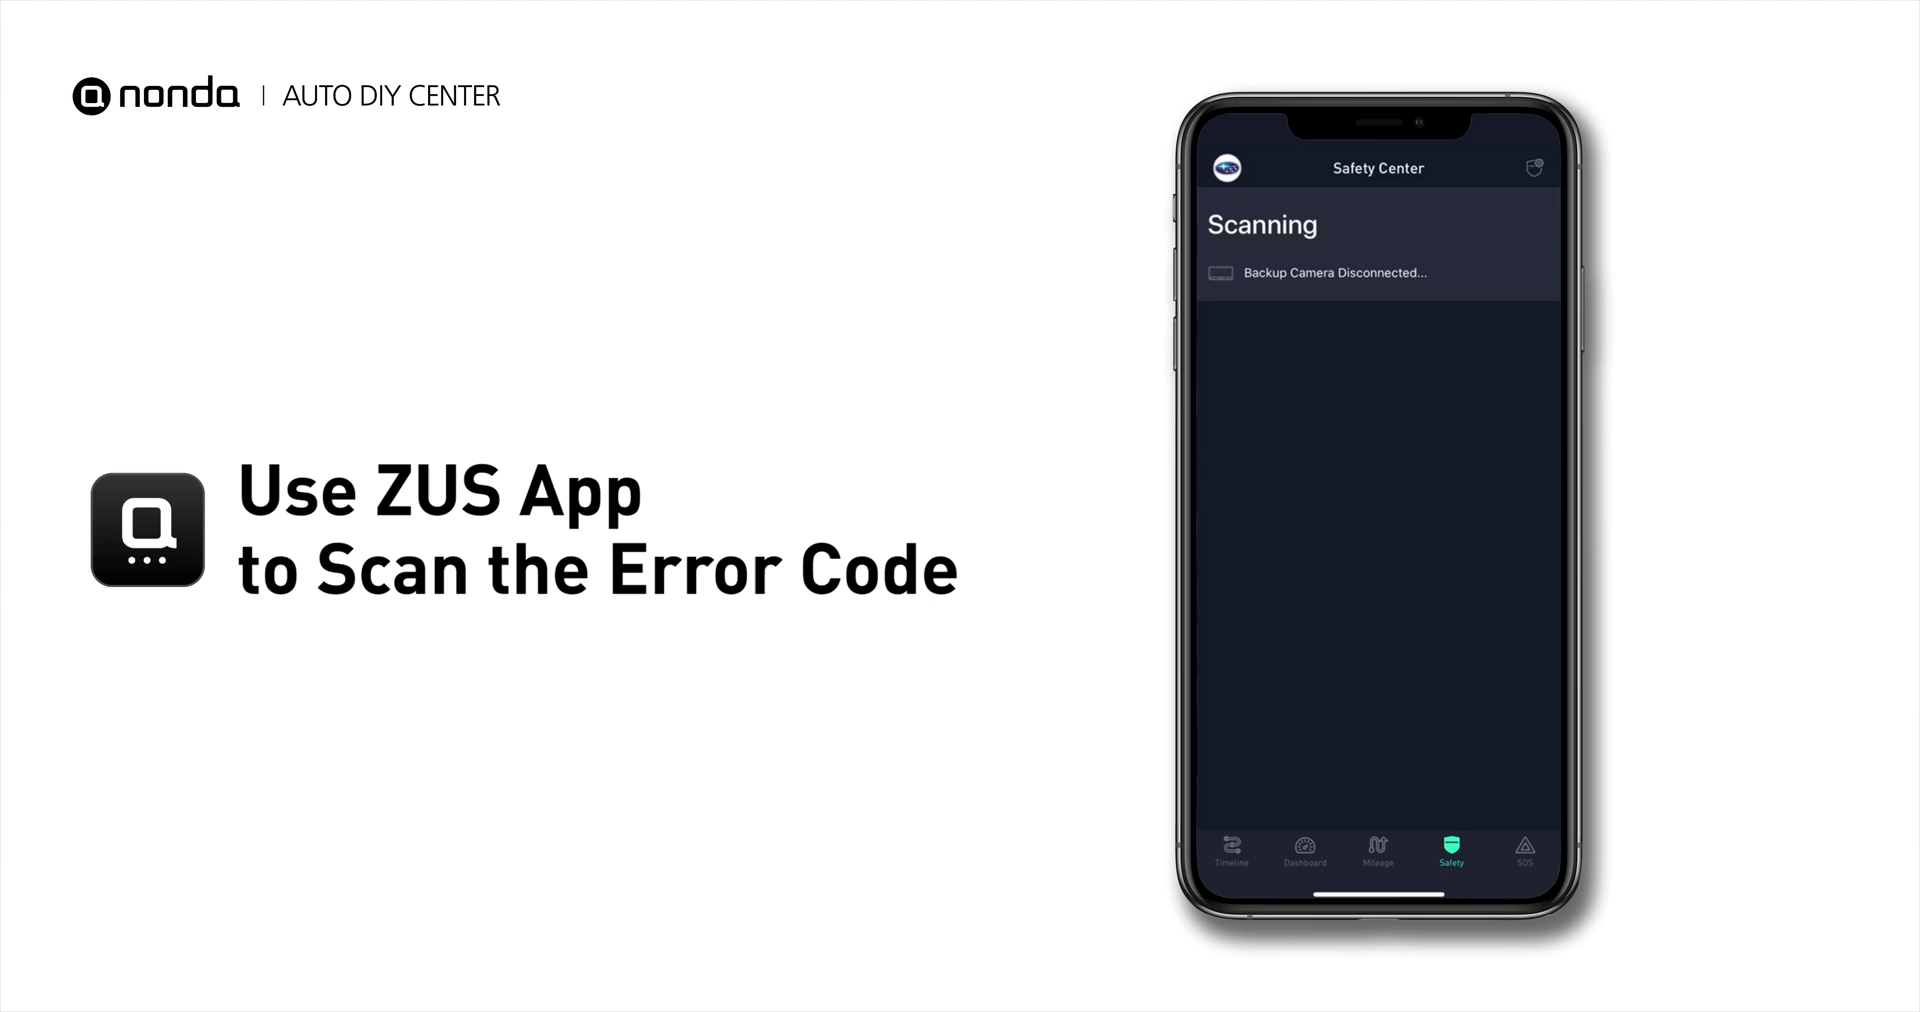 nonda | AUTO DIY CENTER
Use ZUS App
to Scan the Error Code
Safety Center
Scanning
Backup Camera Disconnected...
Timeline
Dashboard
Mileage
Safety
SOS